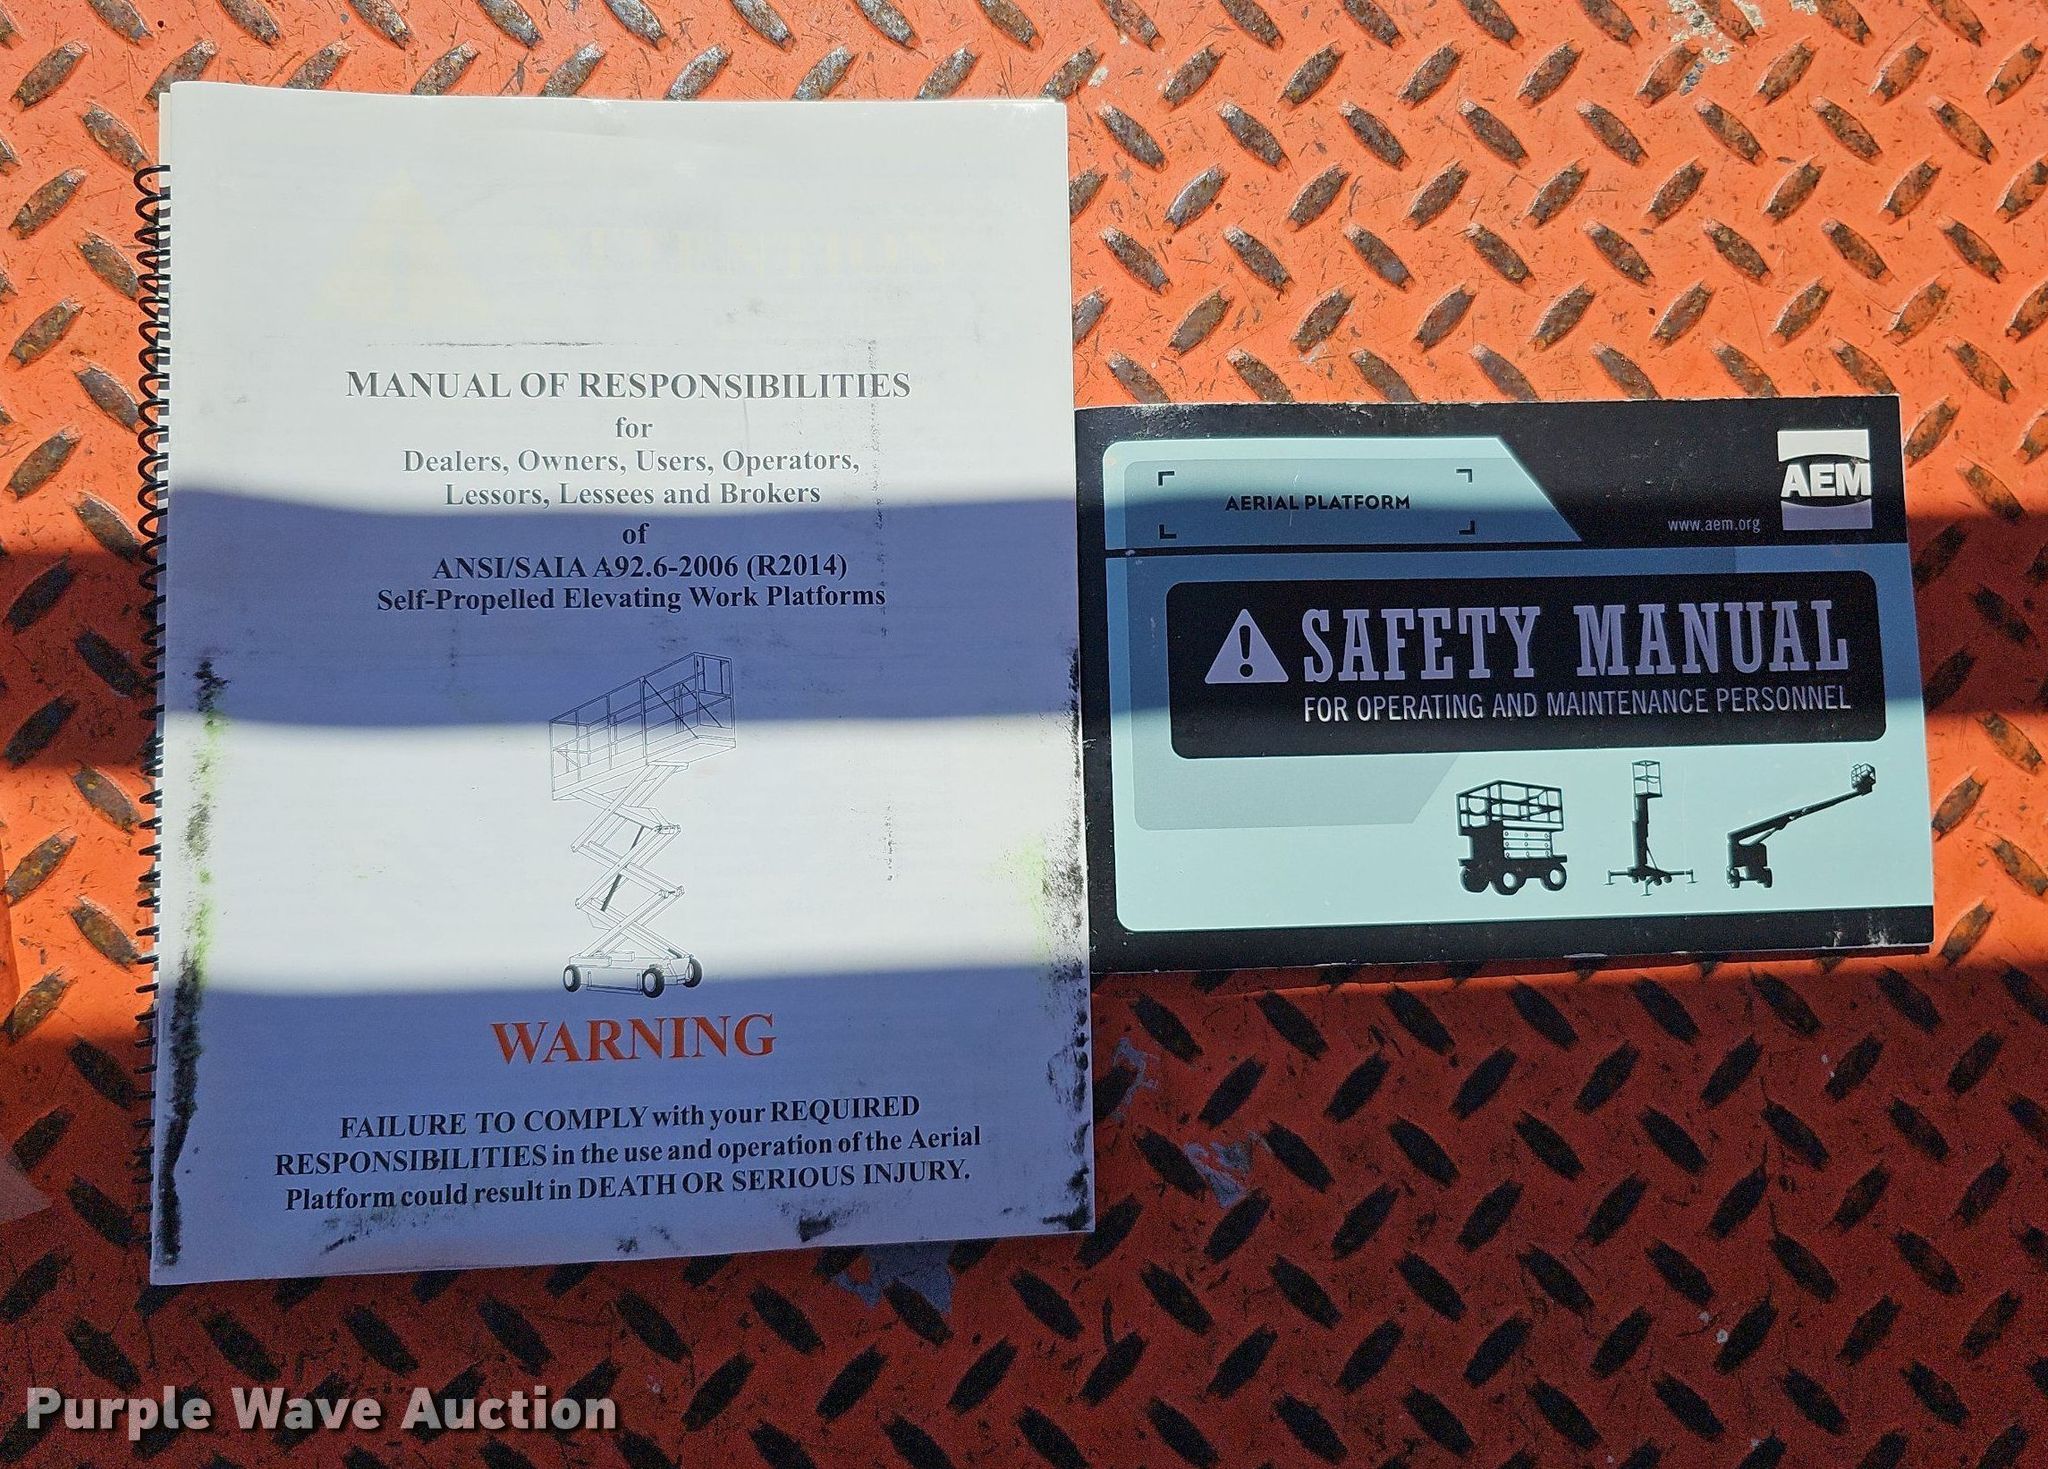 MANUAL OF RESPONSIBILITIES
for
Dealers, Owners, Users, Operators,
Lessors, Lessees and Brokers
of
ANSI/SAIA A92.6-2006 (R2014)
Self-Propelled Elevating Work Platforms
WARNING
FAILURE TO COMPLY with your REQUIRED
RESPONSIBILITIES in the use and operation of the Aerial
Platform could result in DEATH OR SERIOUS INJURY.
AERIAL PLATFORM
AEM
www.aem.org
SAFETY MANUAL
FOR OPERATING AND MAINTENANCE PERSONNEL
Purple Wave Auction